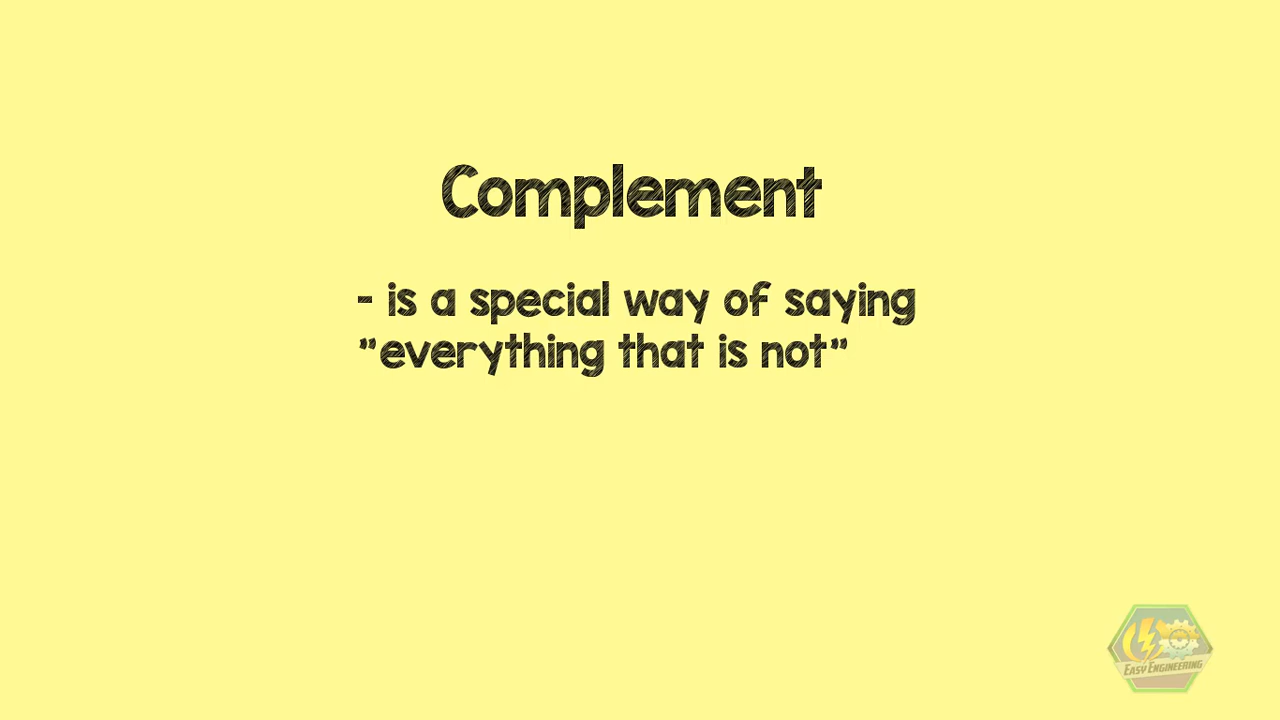 Complement
- is a special way of saying
"everything that is not"
EASY ENGINEERING